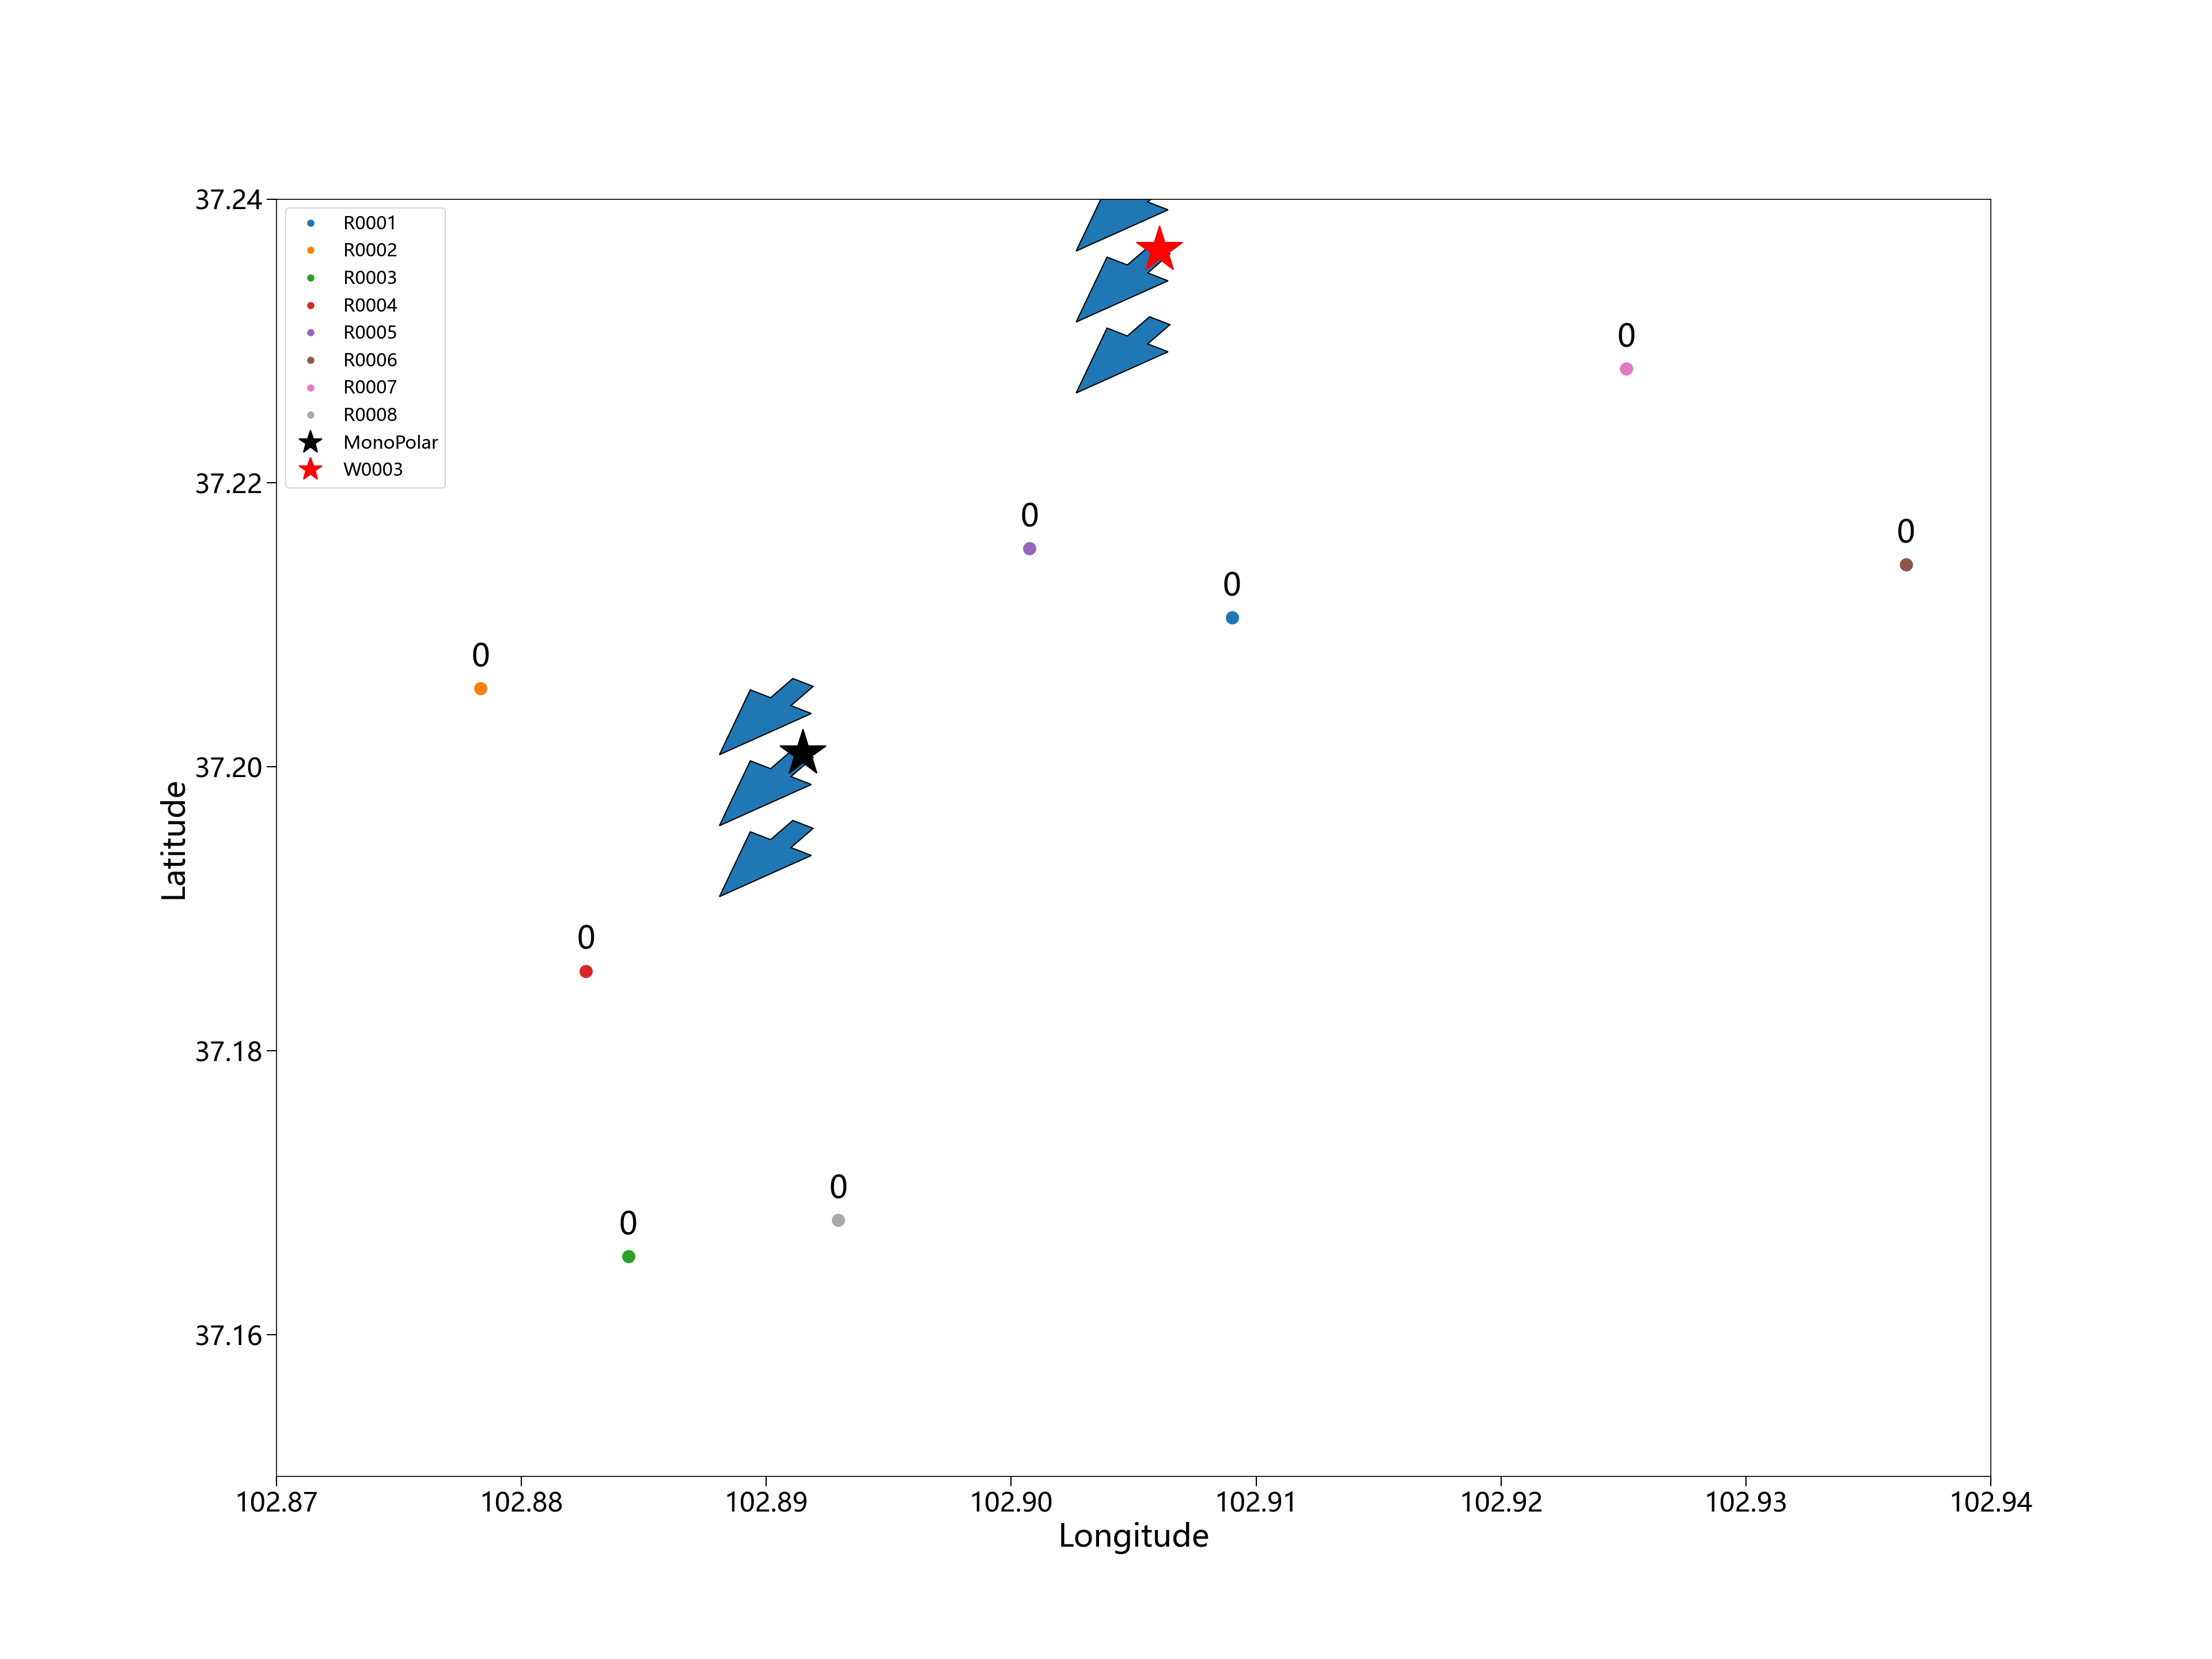 37.24
37.22
37.20
37.18
37.16
Latitude
R0001
R0002
R0003
R0004
R0005
R0006
R0007
R0008
MonoPolar
W0003
0
0
0
0
0
0
0
0
102.87 102.88 102.89 102.90 102.91 102.92 102.93 102.94
Longitude